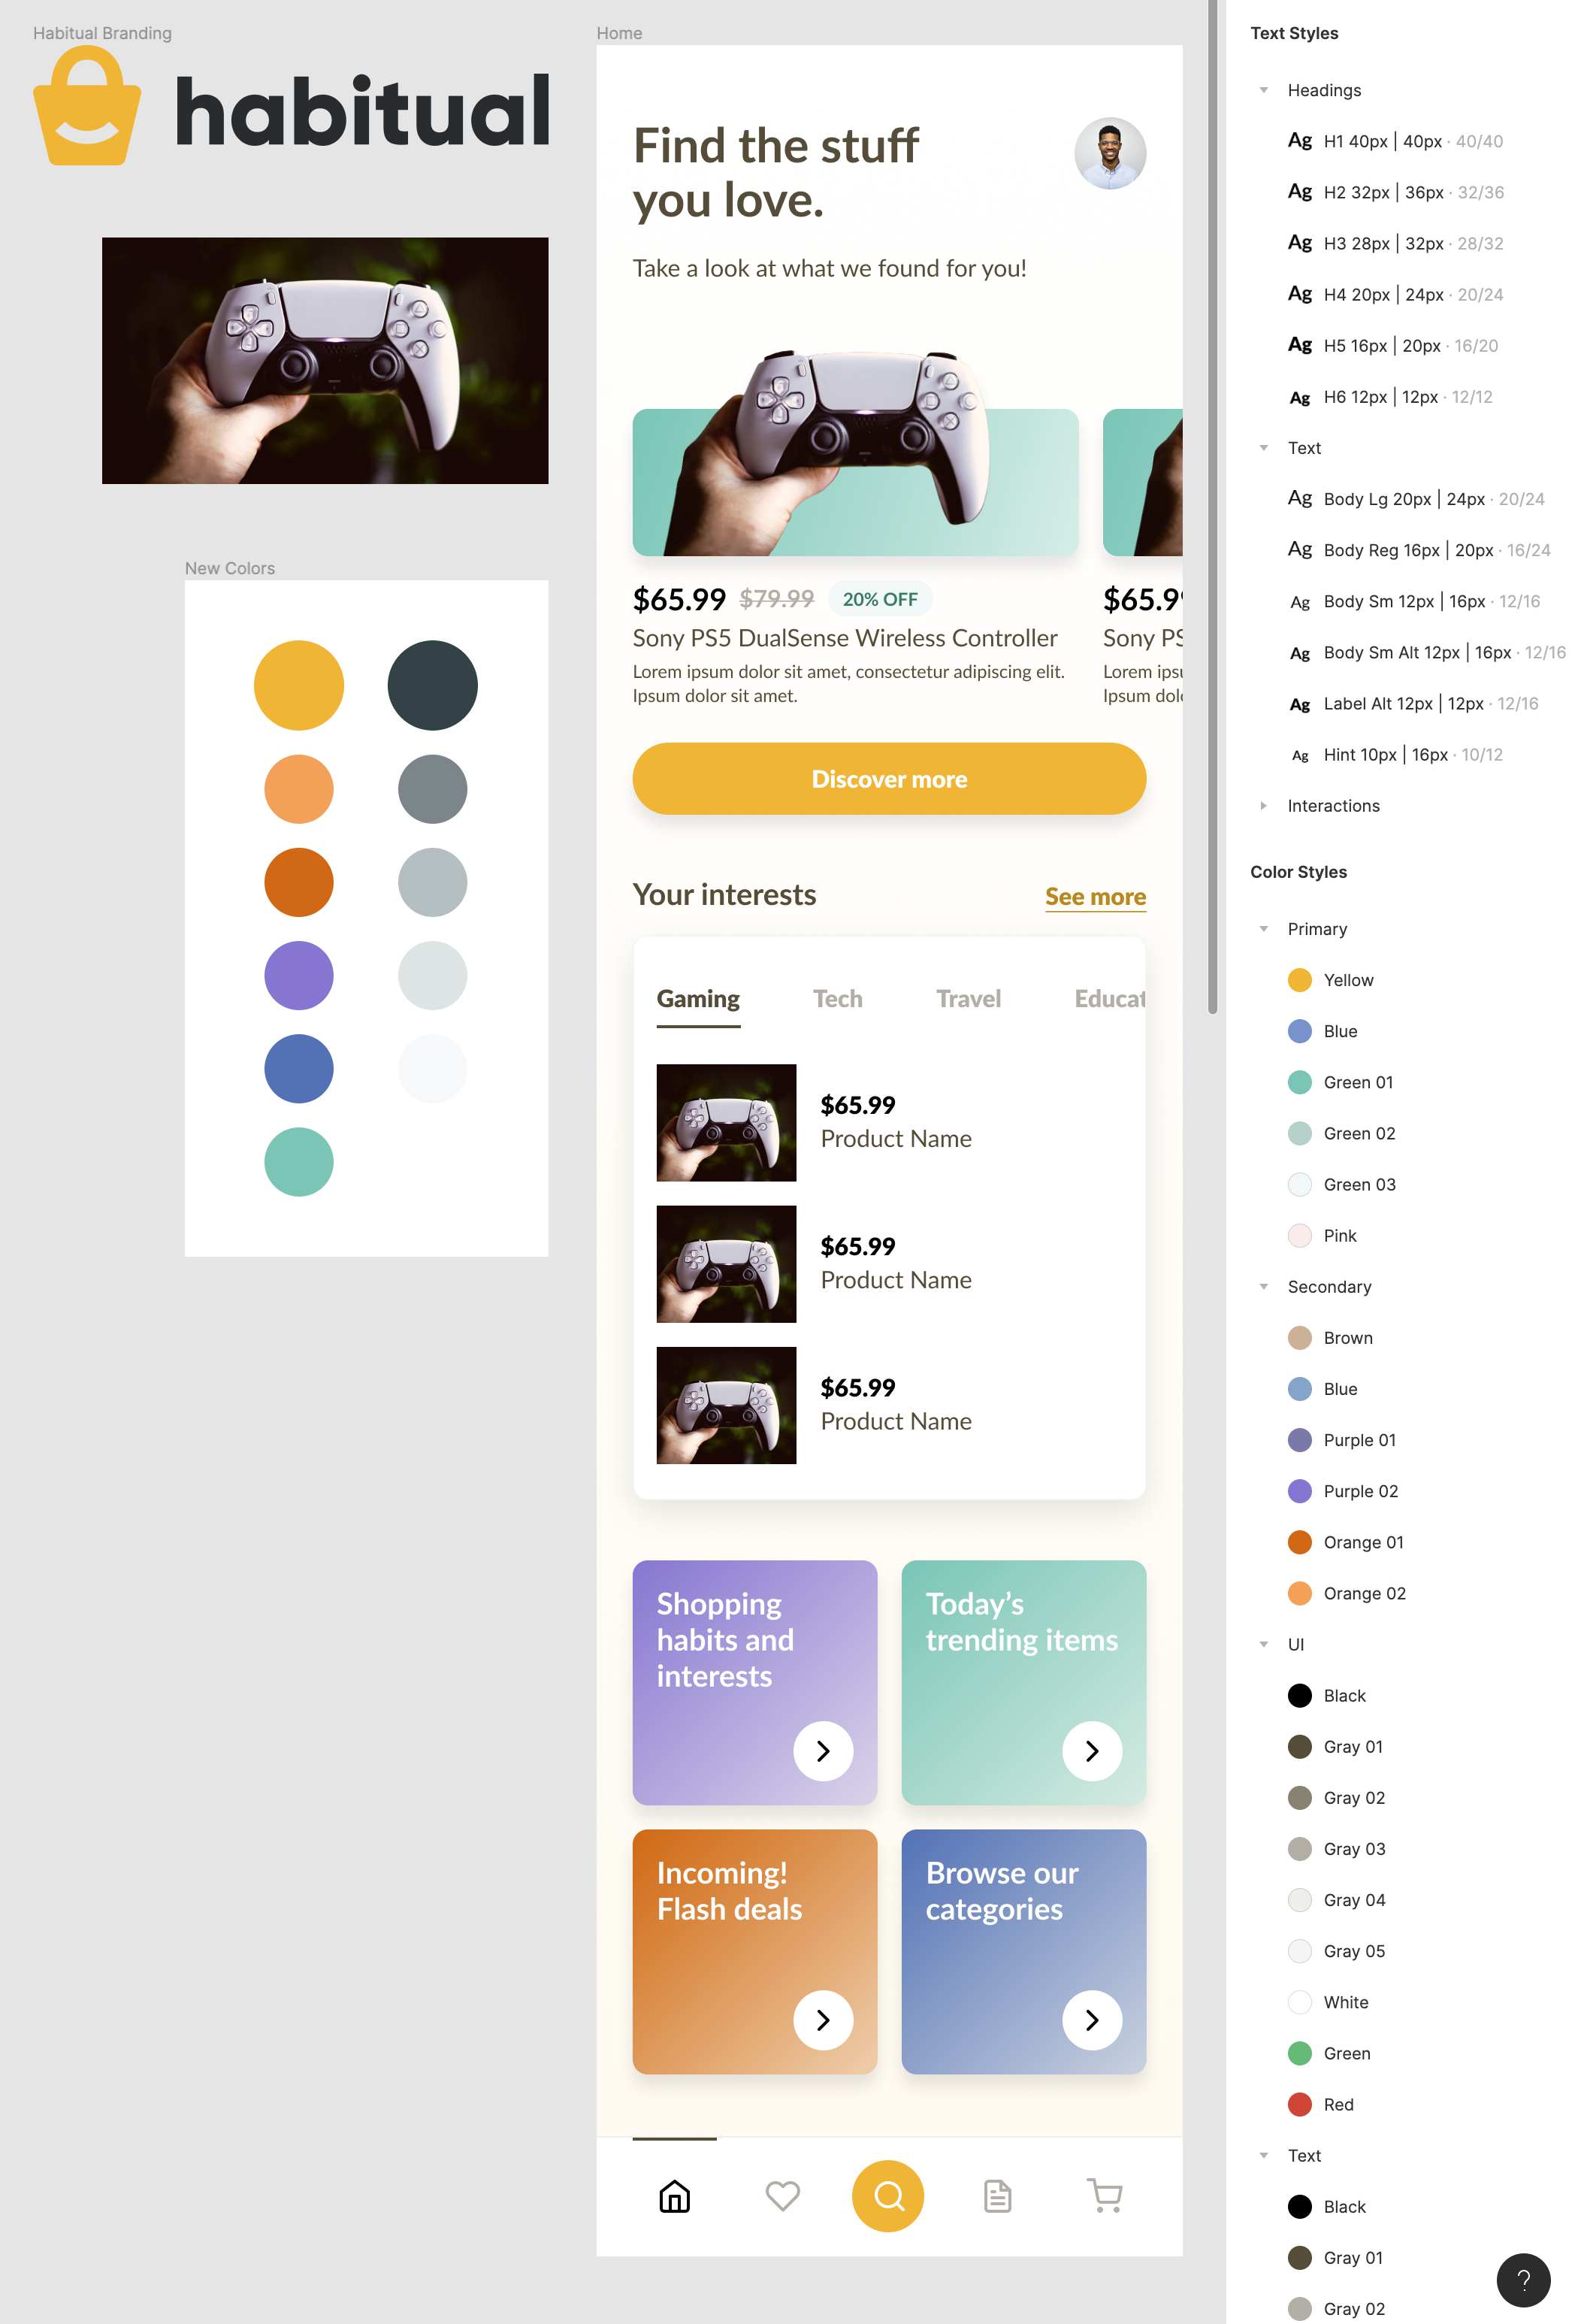 Habitual Branding
habitual
New Colors
Home
Find the stuff
you love.
Take a look at what we found for you!
$65.99 $79.99 20% OFF
Sony PS5 DualSense Wireless Controller
Lorem ipsum dolor sit amet, consectetur adipiscing elit.
Ipsum dolor sit amet.
$65.9
Sony PS
Lorem ipsu
Ipsum dol
Discover more
Your interests
See more
Gaming Tech Travel Educat
$65.99
Product Name
$65.99
Product Name
$65.99
Product Name
Shopping
habits and
interests
Today’s
trending items
Incoming!
Flash deals
Browse our
categories
Text Styles
Headings
Ag H1 40px | 40px · 40/40
Ag H2 32px | 36px · 32/36
Ag H3 28px | 32px · 28/32
Ag H4 20px | 24px · 20/24
Ag H5 16px | 20px · 16/20
Ag H6 12px | 12px · 12/12
Text
Ag Body Lg 20px | 24px · 20/24
Ag Body Reg 16px | 20px · 16/24
Ag Body Sm 12px | 16px · 12/16
Ag Body Sm Alt 12px | 16px · 12/16
Ag Label Alt 12px | 12px · 12/16
Ag Hint 10px | 16px · 10/12
Interactions
Color Styles
Primary
Yellow
Blue
Green 01
Green 02
Green 03
Pink
Secondary
Brown
Blue
Purple 01
Purple 02
Orange 01
Orange 02
UI
Black
Gray 01
Gray 02
Gray 03
Gray 04
Gray 05
White
Green
Red
Text
Black
Gray 01
Gray 02
?